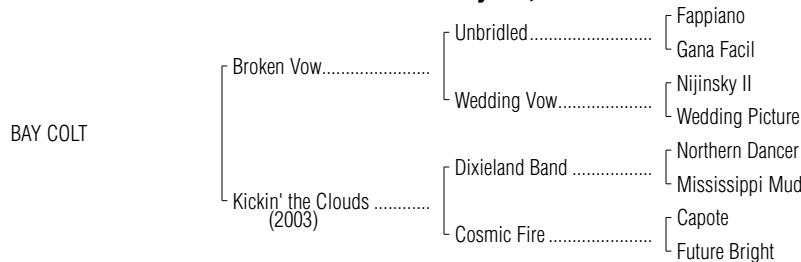 Fappiano
Unbridled............................
Gana Facil
Broken Vow.......................
Nijinsky II
Wedding Vow......................
Wedding Picture
BAY COLT
Northern Dancer
Dixieland Band ..................
Mississippi Mud
Kickin' the Clouds ............
(2003)
Capote
Cosmic Fire .......................
Future Bright